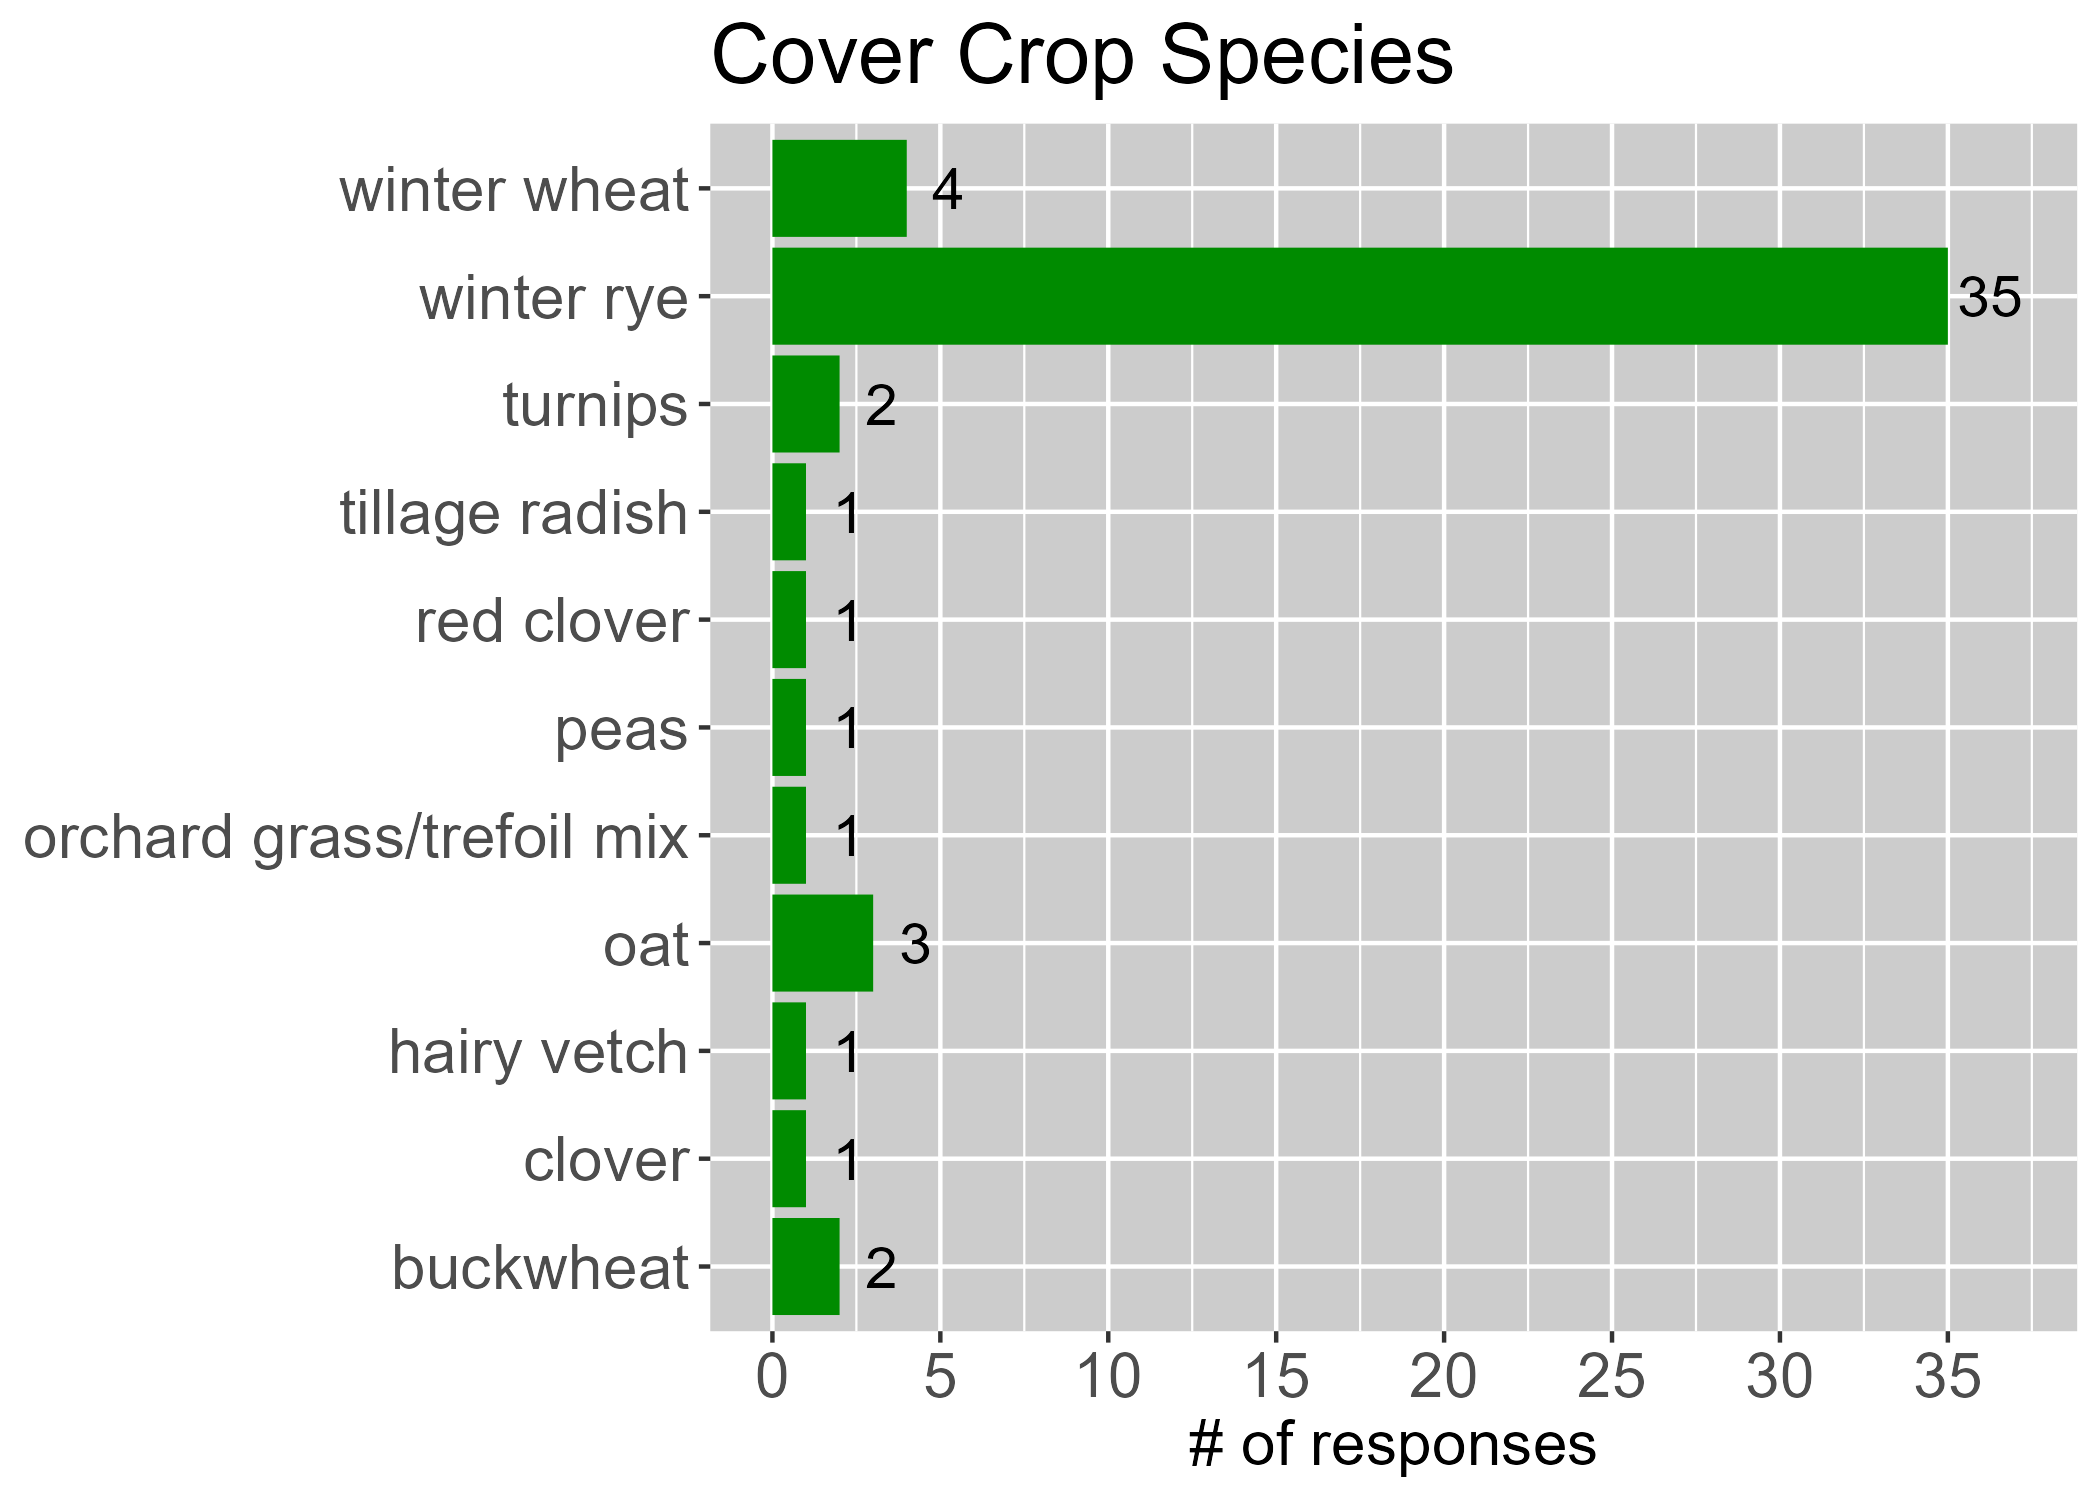 Cover Crop Species
winter wheat 4
winter rye 35
turnips 2
tillage radish 1
red clover 1
peas 1
orchard grass/trefoil mix 1
oat 3
hairy vetch 1
clover 1
buckwheat 2
0 5 10 15 20 25 30 35
# of responses